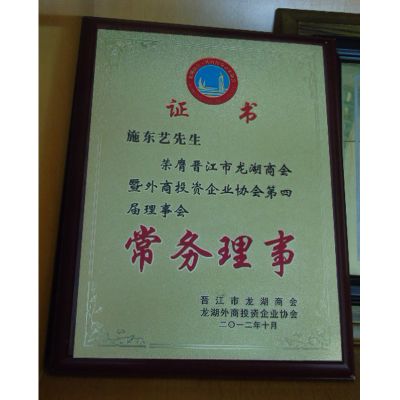 证 书
施东艺先生
荣膺晋江市龙湖商会
暨外商投资企业协会第四
届理事会
常务理事
晋江市龙湖商会
龙湖外商投资企业协会
二〇一二年十月